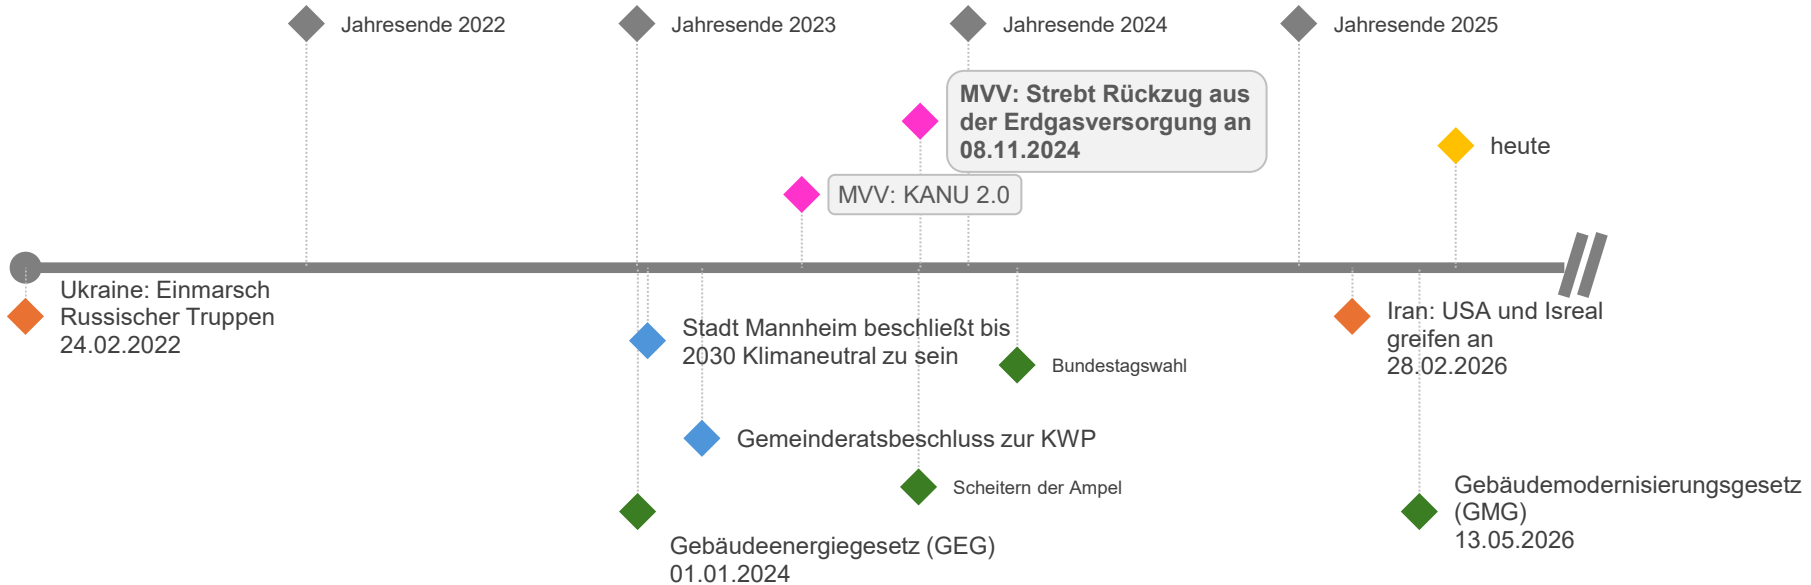 Jahresende 2022
Jahresende 2023
Jahresende 2024
Jahresende 2025
MVV: Strebt Rückzug aus
der Erdgasversorgung an
08.11.2024
heute
MVV: KANU 2.0
Ukraine: Einmarsch
Russischer Truppen
24.02.2022
Stadt Mannheim beschließt bis
2030 Klimaneutral zu sein
Bundestagswahl
Iran: USA und Isreal
greifen an
28.02.2026
Gemeinderatsbeschluss zur KWP
Scheitern der Ampel
Gebäudemodernisierungsgesetz
(GMG)
13.05.2026
Gebäudeenergiegesetz (GEG)
01.01.2024